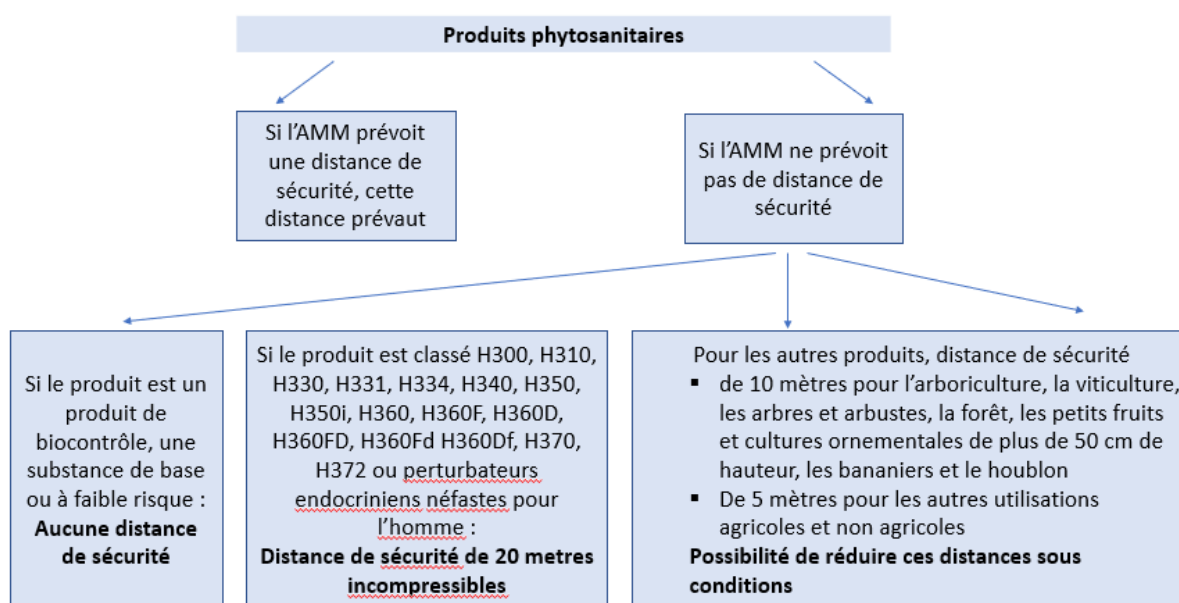 Produits phytosanitaires
Si l'AMM prévoit
une distance de
sécurité, cette
distance prévaut
Si l'AMM ne prévoit
pas de distance de
sécurité
Si le produit est un
produit de
biocontrôle, une
substance de base
ou à faible risque :
Aucune distance
de sécurité
Si le produit est classé H300, H310,
H330, H331, H334, H340, H350,
H350i, H360, H360F, H360D,
H360FD, H360Fd H360Df, H370,
H372 ou perturbateurs
endocriniens néfastes pour
l'homme :
Distance de sécurité de 20 metres
incompressibles
Pour les autres produits, distance de sécurité
▪ de 10 mètres pour l'arboriculture, la viticulture,
les arbres et arbustes, la forêt, les petits fruits
et cultures ornementales de plus de 50 cm de
hauteur, les bananiers et le houblon
▪ De 5 mètres pour les autres utilisations
agricoles et non agricoles
Possibilité de réduire ces distances sous
conditions